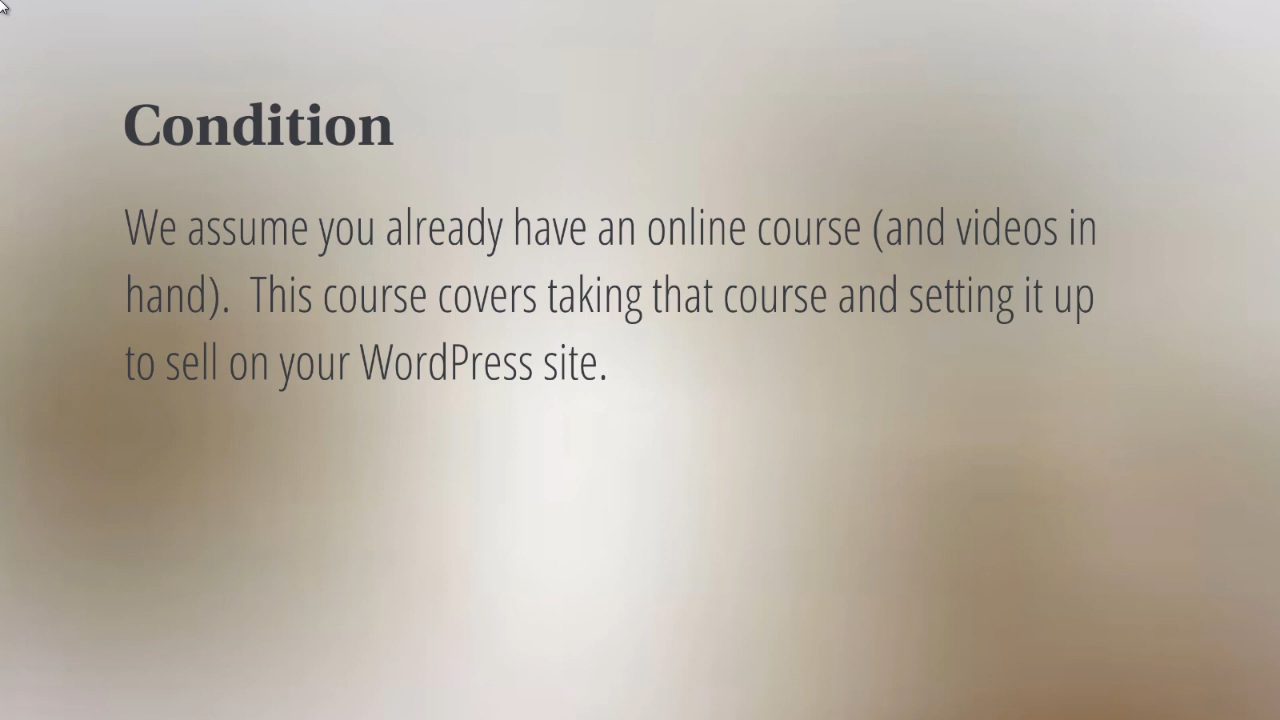 Condition
We assume you already have an online course (and videos in
hand).  This course covers taking that course and setting it up
to sell on your WordPress site.